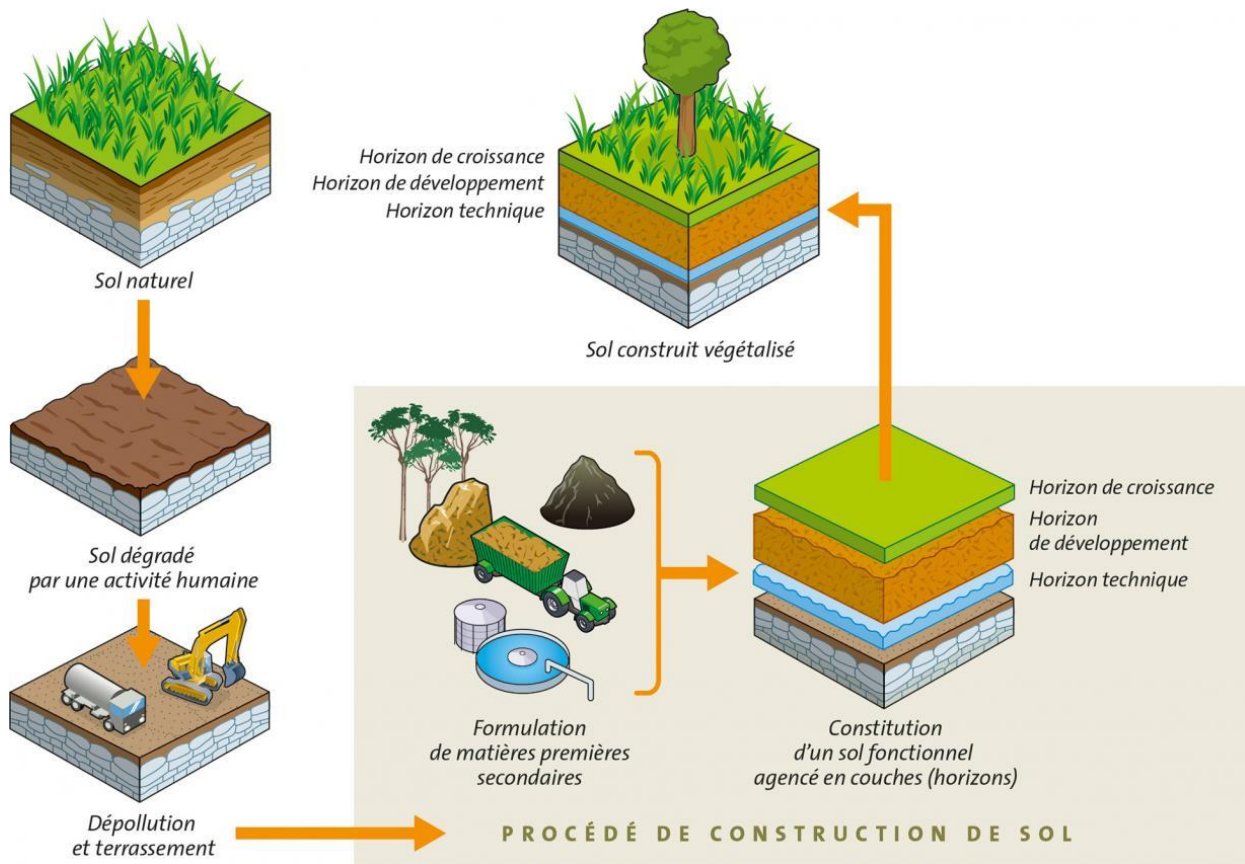 Horizon de croissance
Horizon de développement
Horizon technique
Sol naturel
Sol construit végétalisé
Sol dégradé
par une activité humaine
Horizon de croissance
Horizon
de développement
Horizon technique
Formulation
de matières premières
secondaires
Constitution
d'un sol fonctionnel
agencé en couches (horizons)
Dépollution
et terrassement
PROCÉDÉ DE CONSTRUCTION DE SOL